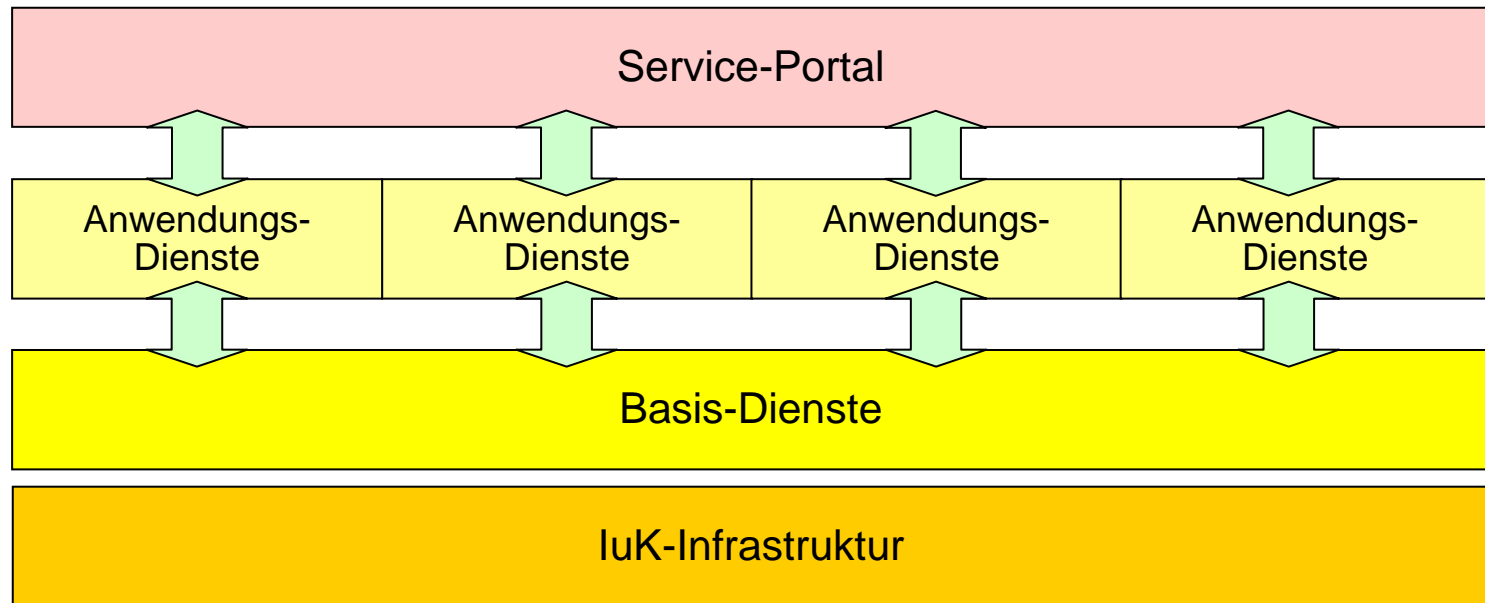 Service-Portal
Anwendungs-
Dienste
Anwendungs-
Dienste
Anwendungs-
Dienste
Anwendungs-
Dienste
Basis-Dienste
IuK-Infrastruktur